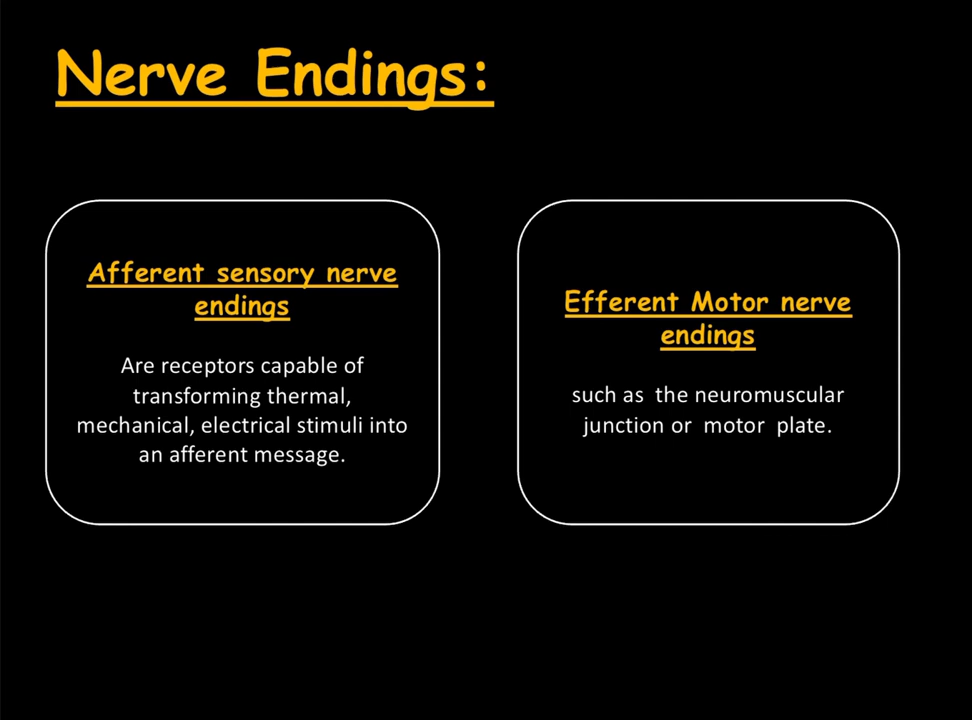 Nerve Endings:
Afferent sensory nerve
endings
Are receptors capable of
transforming thermal,
mechanical, electrical stimuli into
an afferent message.
Efferent Motor nerve
endings
such as the neuromuscular
junction or motor plate.